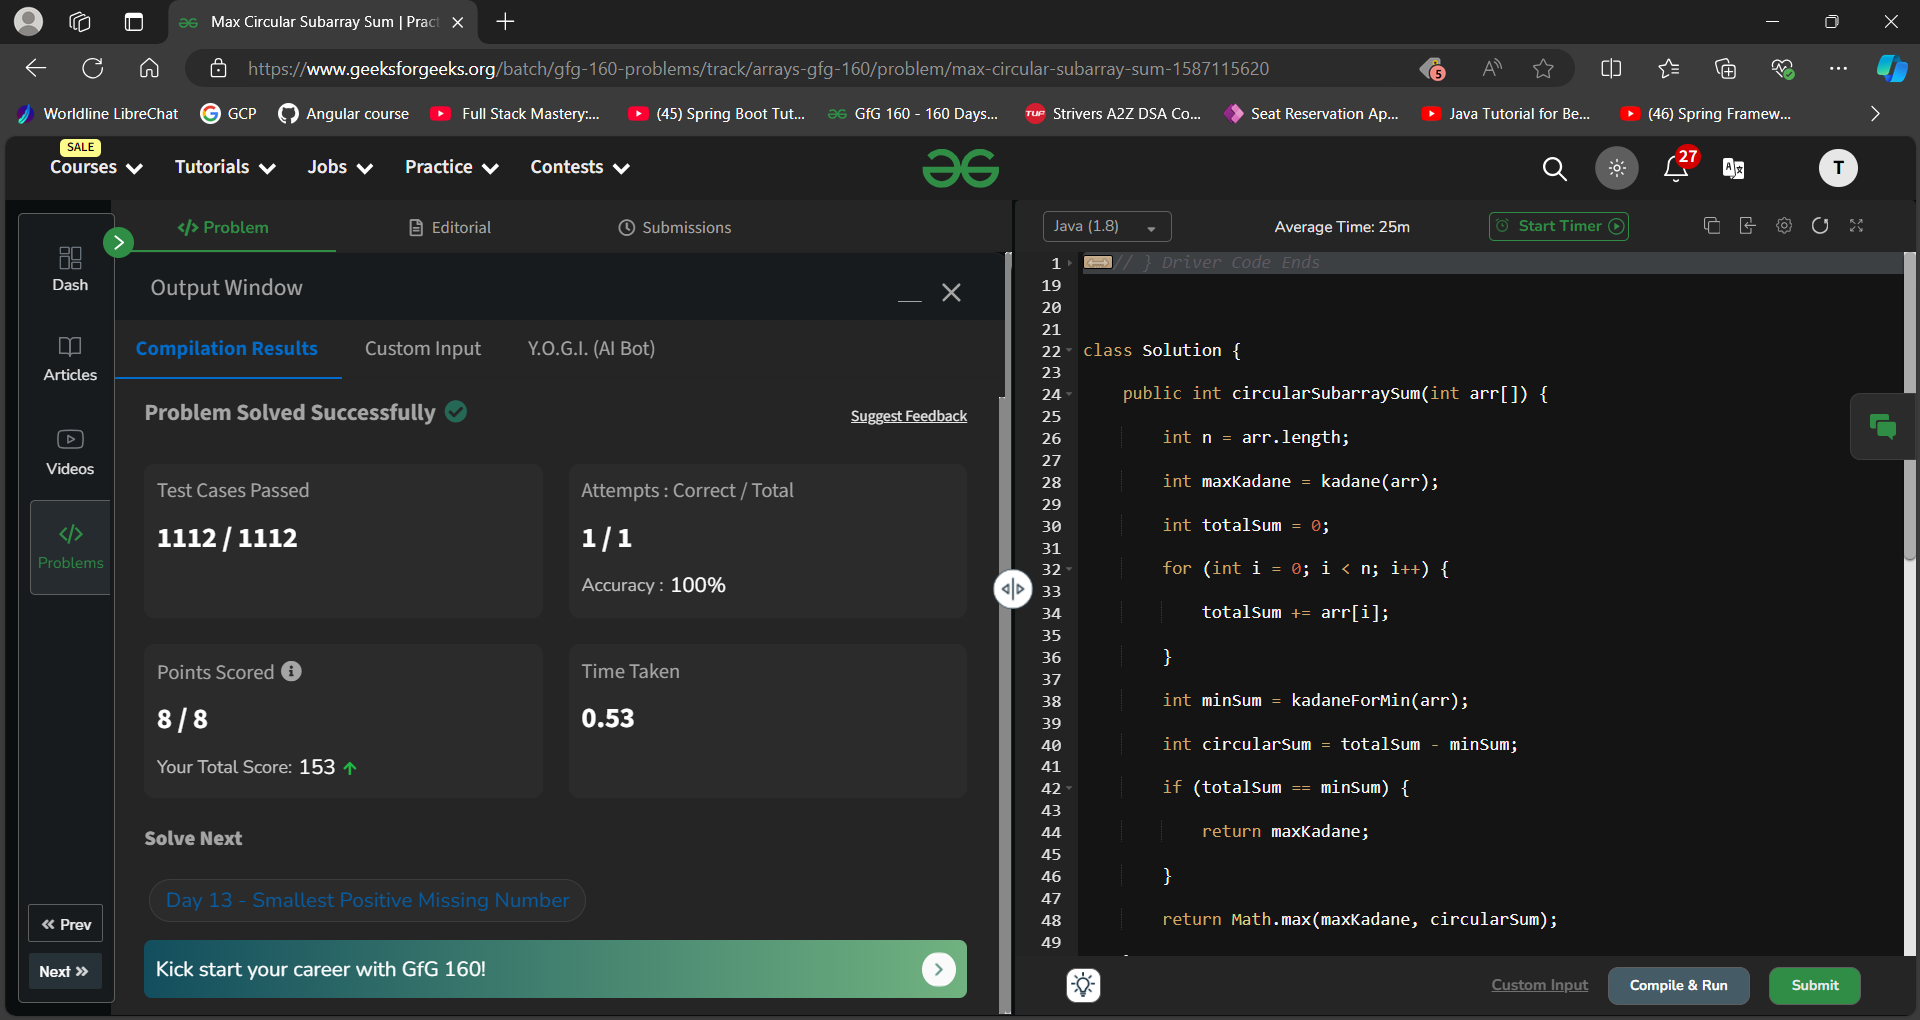 Max Circular Subarray Sum | Pract
https://www.geeksforgeeks.org/batch/gfg-160-problems/track/arrays-gfg-160/problem/max-circular-subarray-sum-1587115620
5
Worldline LibreChat
GCP
Angular course
Full Stack Mastery:...
(45) Spring Boot Tut...
GfG 160 - 160 Days...
TUF
Strivers A2Z DSA Co...
Seat Reservation Ap...
Java Tutorial for Be...
(46) Spring Framew...
SALE
Courses
Tutorials
Jobs
Practice
Contests
27
T
Dash
Articles
Videos
</>
Problems
« Prev
Next »
</> Problem
Editorial
Submissions
Output Window
Compilation Results
Custom Input
Y.O.G.I. (AI Bot)
Problem Solved Successfully
Suggest Feedback
Test Cases Passed
1112 / 1112
Attempts : Correct / Total
1 / 1
Accuracy : 100%
Points Scored
8 / 8
Your Total Score: 153
Time Taken
0.53
Solve Next
Day 13 - Smallest Positive Missing Number
Kick start your career with GfG 160!
Java (1.8)
Average Time: 25m
Start Timer
1 // } Driver Code Ends
19
20
21
22 class Solution {
23
24 public int circularSubarraySum(int arr[]) {
25
26 int n = arr.length;
27
28 int maxKadane = kadane(arr);
29
30 int totalSum = 0;
31
32 for (int i = 0; i < n; i++) {
33
34 totalSum += arr[i];
35
36 }
37
38 int minSum = kadaneForMin(arr);
39
40 int circularSum = totalSum - minSum;
41
42 if (totalSum == minSum) {
43
44 return maxKadane;
45
46 }
47
48 return Math.max(maxKadane, circularSum);
49
Custom Input
Compile & Run
Submit